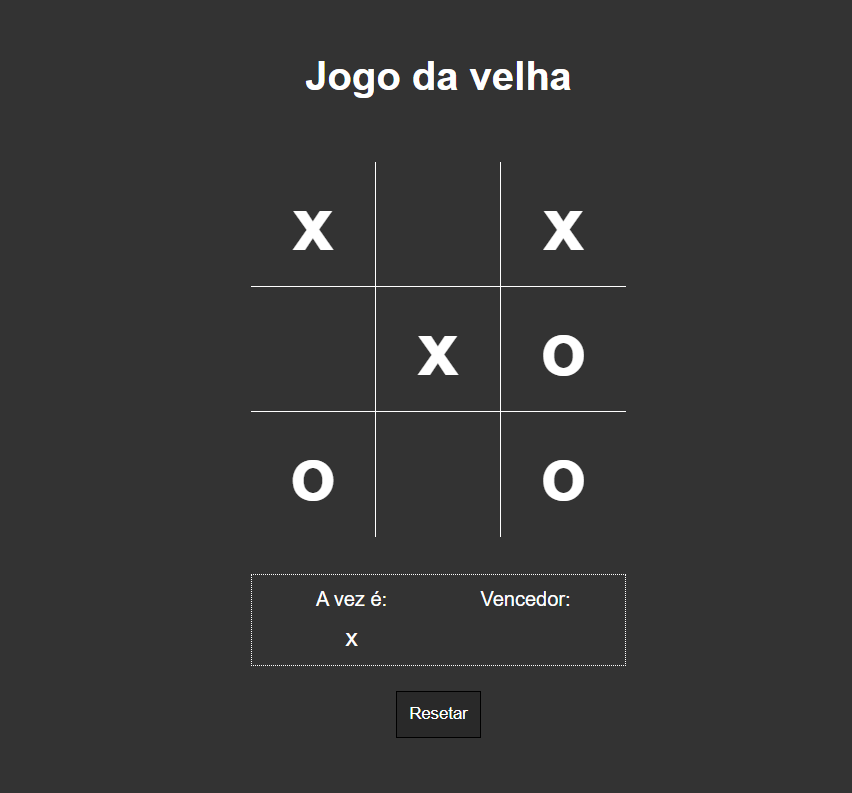 Jogo da velha
x x
x o
o o
A vez é: Vencedor:
x
Resetar